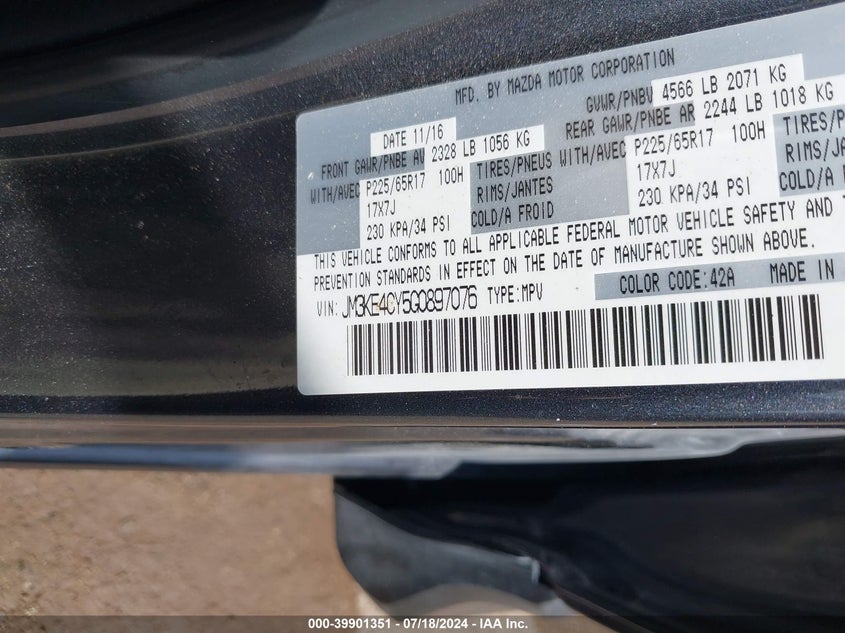 MFD. BY MAZDA MOTOR CORPORATION
DATE 11/16 GVWR/PNBV 4566 LB 2071 KG
FRONT GAWR/PNBE AV 2328 LB 1056 KG REAR GAWR/PNBE AR 2244 LB 1018 KG
WITH/AVEC P225/65R17 100H TIRES/PNEUS WITH/AVEC P225/65R17 100H TIRES/PN
17X7J RIMS/JANTES 17X7J RIMS/JAN
230 KPA/34 PSI COLD/A FROID 230 KPA/34 PSI COLD/A
THIS VEHICLE CONFORMS TO ALL APPLICABLE FEDERAL MOTOR VEHICLE SAFETY AND T
PREVENTION STANDARDS IN EFFECT ON THE DATE OF MANUFACTURE SHOWN ABOVE.
VIN: JM3KE4CY5G0897076 TYPE:MPV COLOR CODE:42A MADE IN
000-39901351 - 07/18/2024 - IAA Inc.